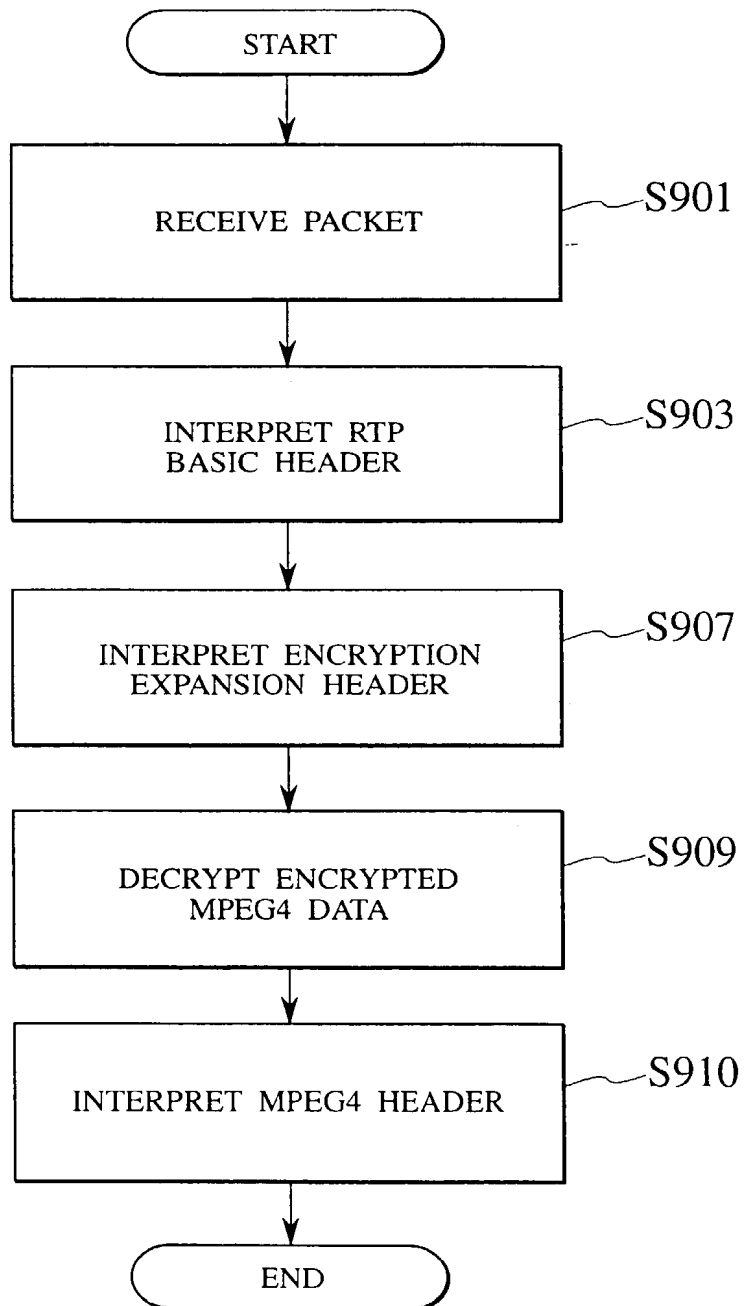 START
RECEIVE PACKET
S901
INTERPRET RTP
BASIC HEADER
S903
INTERPRET ENCRYPTION
EXPANSION HEADER
S907
DECRYPT ENCRYPTED
MPEG4 DATA
S909
INTERPRET MPEG4 HEADER
S910
END